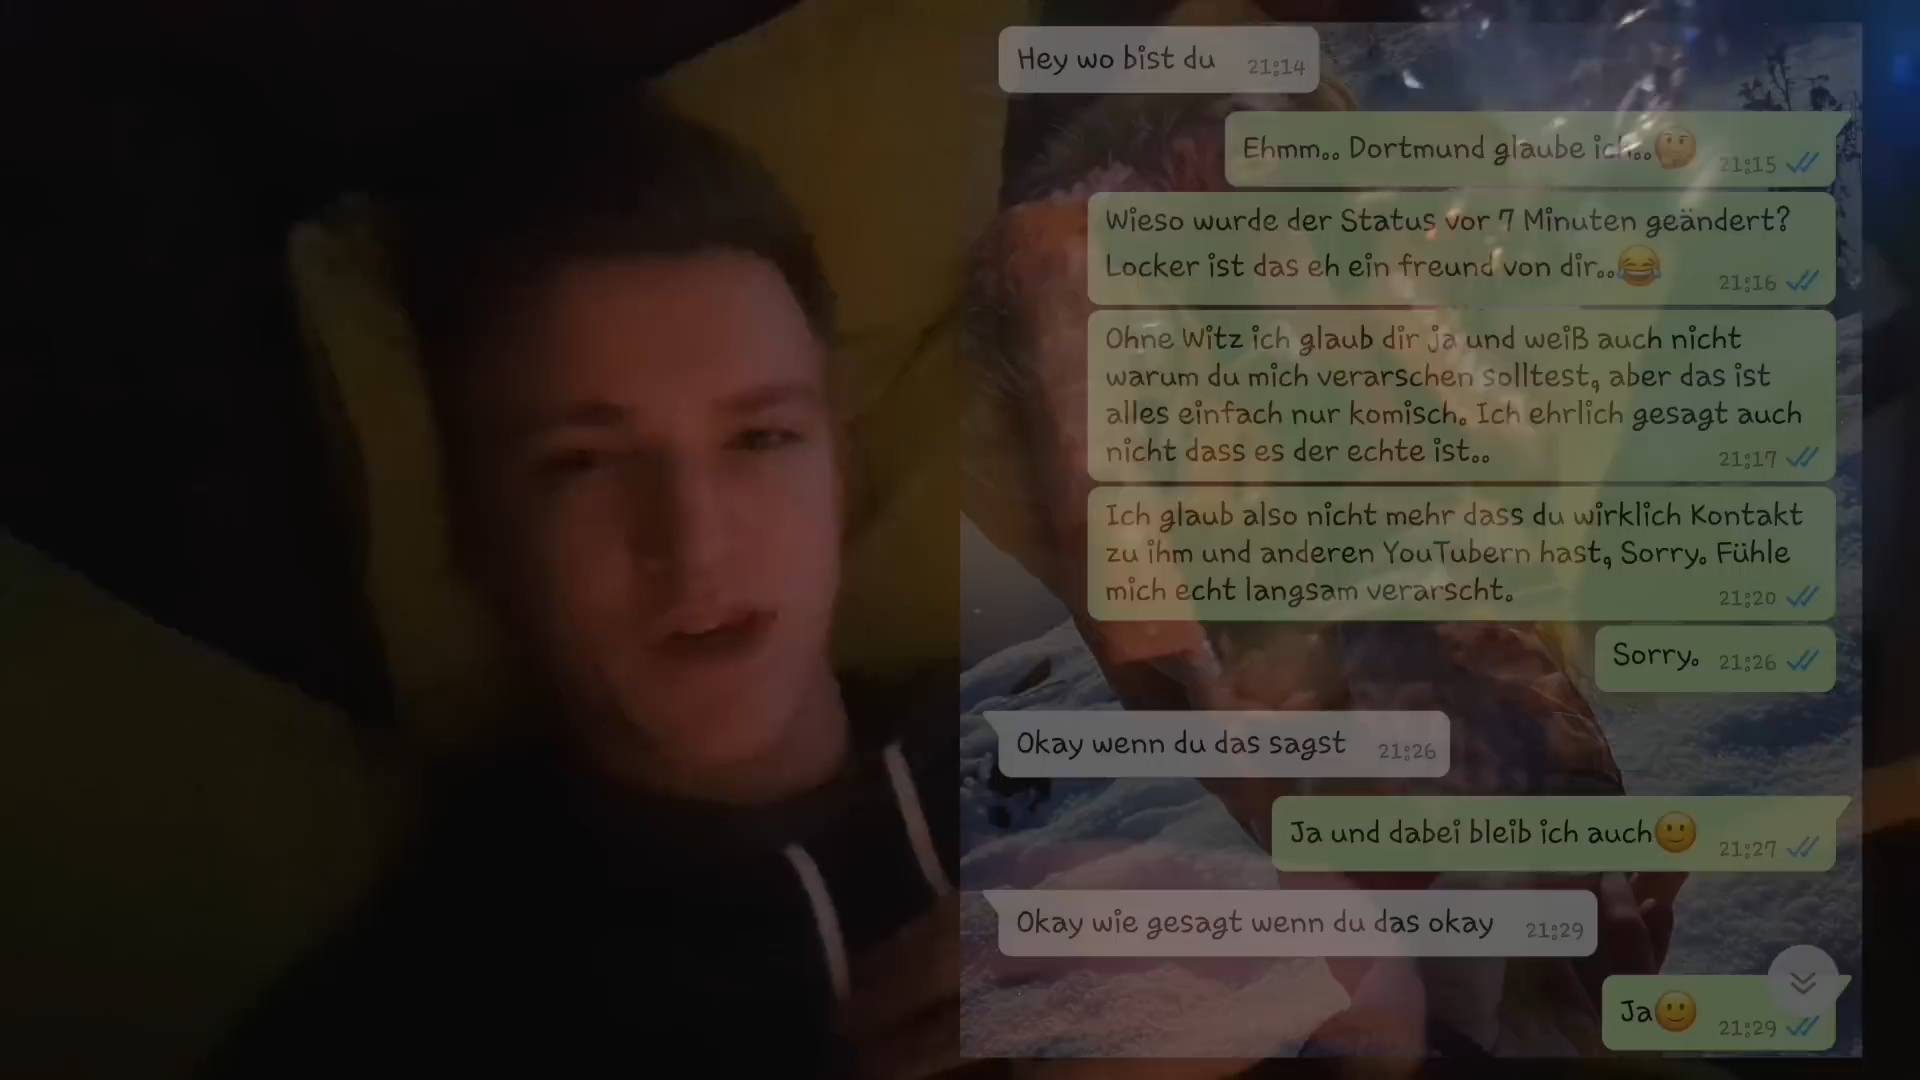 Hey wo bist du 21:14
Ehmm.. Dortmund glaube ich..🤔 21:15
Wieso wurde der Status vor 7 Minuten geändert?
Locker ist das eh ein freund von dir..😂 21:16
Ohne Witz ich glaub dir ja und weiß auch nicht
warum du mich verarschen solltest, aber das ist
alles einfach nur komisch. Ich ehrlich gesagt auch
nicht dass es der echte ist.. 21:17
Ich glaub also nicht mehr dass du wirklich Kontakt
zu ihm und anderen YouTubern hast, Sorry. Fühle
mich echt langsam verarscht. 21:20
Sorry. 21:26
Okay wenn du das sagst 21:26
Ja und dabei bleib ich auch🙂 21:27
Okay wie gesagt wenn du das okay 21:29
Ja🙂 21:29